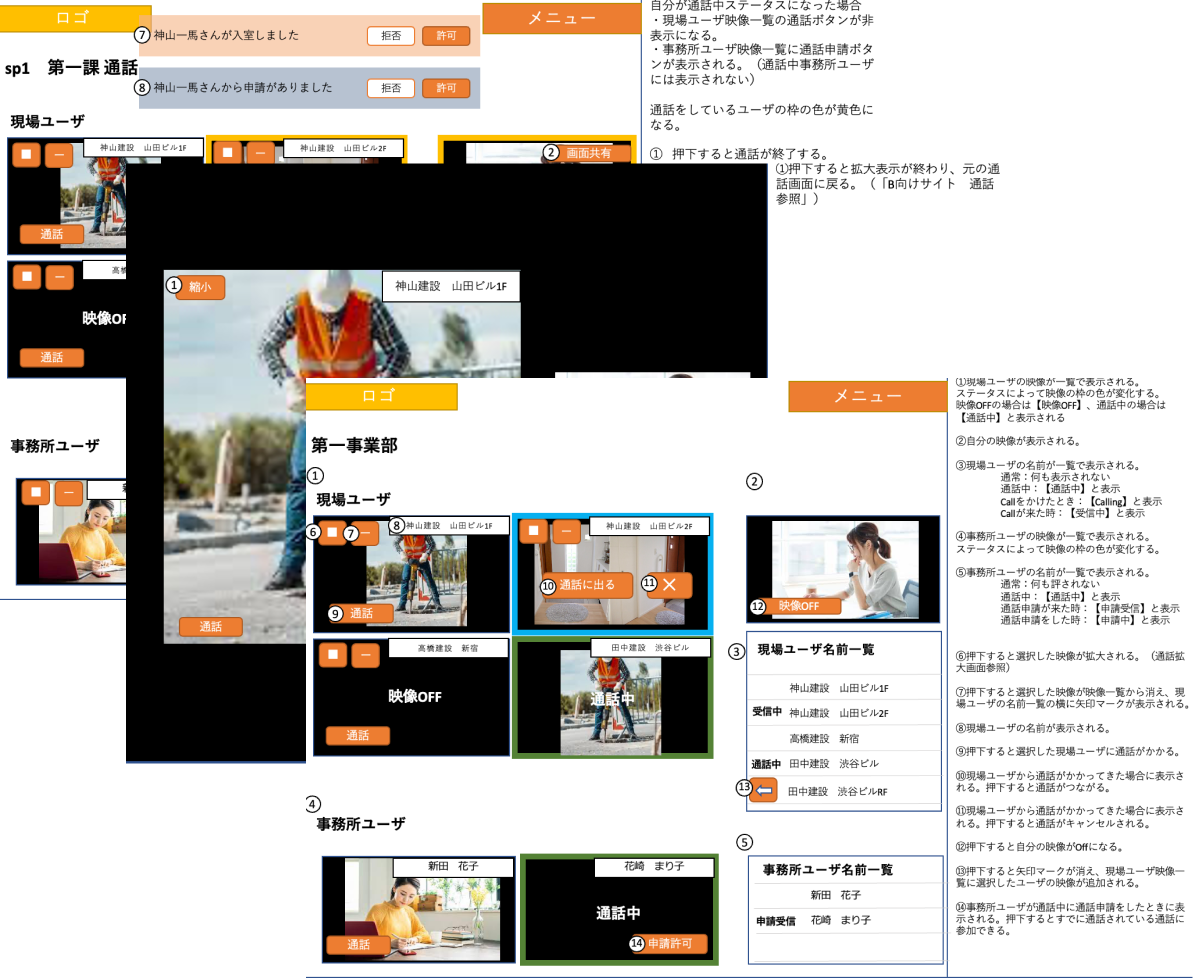 ロゴ
メニュー
⑦ 神山一馬さんが入室しました
拒否
許可
sp1 第一課 通話
⑧ 神山一馬さんから申請がありました
拒否
許可
現場ユーザ
神山建設 山田ビル1F
通話
神山建設 山田ビル2F
② 画面共有
映像OF
通話
事務所ユーザ
自分が通話中ステータスになった場合
・現場ユーザ映像一覧の通話ボタンが非
表示になる。
・事務所ユーザ映像一覧に通話申請ボタ
ンが表示される。（通話中事務所ユーザ
には表示されない）
通話をしているユーザの枠の色が黄色に
なる。
① 押下すると通話が終了する。
①押下すると拡大表示が終わり、元の通
話画面に戻る。（「B向けサイト 通話
参照」）
① 縮小
神山建設 山田ビル1F
通話
ロゴ
メニュー
第一事業部
①
現場ユーザ
⑥
⑦
⑧ 神山建設 山田ビル1F
⑨ 通話
神山建設 山田ビル2F
⑩ 通話に出る
⑪
高橋建設 新宿
映像OFF
通話
田中建設 渋谷ビル
通話中
②
⑫ 映像OFF
③ 現場ユーザ名前一覧
神山建設 山田ビル1F
受信中 神山建設 山田ビル2F
高橋建設 新宿
通話中 田中建設 渋谷ビル
⑬ 田中建設 渋谷ビルRF
④
事務所ユーザ
新田 花子
通話
花崎 まり子
通話中
⑭ 申請許可
⑤
事務所ユーザ名前一覧
新田 花子
申請受信 花崎 まり子
①現場ユーザの映像が一覧で表示される。
ステータスによって映像の枠の色が変化する。
映像OFFの場合は【映像OFF】、通話中の場合は
【通話中】と表示される
②自分の映像が表示される。
③現場ユーザの名前が一覧で表示される。
通常：何も表示されない
通話中：【通話中】と表示
Callをかけたとき：【Calling】と表示
Callが来た時：【受信中】と表示
④事務所ユーザの映像が一覧で表示される。
ステータスによって映像の枠の色が変化する。
⑤事務所ユーザの名前が一覧で表示される。
通常：何も評されない
通話中：【通話中】と表示
通話申請が来た時：【申請受信】と表示
通話申請をした時：【申請中】と表示
⑥押下すると選択した映像が拡大される。（通話拡
大画面参照）
⑦押下すると選択した映像が映像一覧から消え、現
場ユーザの名前一覧の横に矢印マークが表示される。
⑧現場ユーザの名前が表示される。
⑨押下すると選択した現場ユーザに通話がかかる。
⑩現場ユーザから通話がかかってきた場合に表示さ
れる。押下すると通話がつながる。
⑪現場ユーザから通話がかかってきた場合に表示さ
れる。押下すると通話がキャンセルされる。
⑫押下すると自分の映像がOffになる。
⑬押下すると矢印マークが消え、現場ユーザ映像一
覧に選択したユーザの映像が追加される。
⑭事務所ユーザが通話中に通話申請をしたときに表
示される。押下するとすでに通話されている通話に
参加できる。